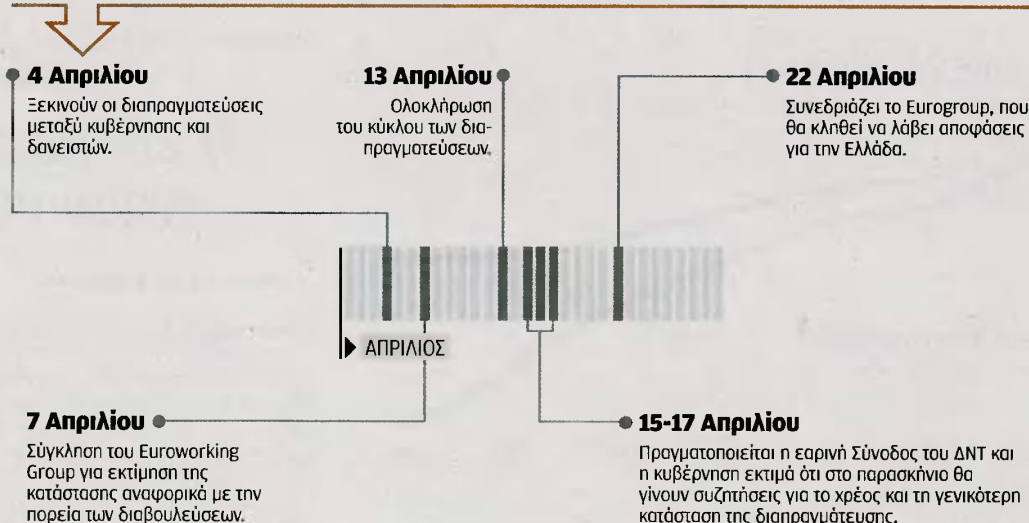 4 Απριλίου
Ξεκινούν οι διαπραγματεύσεις
μεταξύ κυβέρνησης και
δανειστών.
13 Απριλίου
Ολοκλήρωση
του κύκλου των δια-
πραγματεύσεων.
22 Απριλίου
Συνεδριάζει το Eurogroup, που
θα κληθεί να λάβει αποφάσεις
για την Ελλάδα.
ΑΠΡΙΛΙΟΣ
7 Απριλίου
Σύγκληση του Euroworking
Group για εκτίμηση της
κατάστασης αναφορικά με την
πορεία των διαβουλεύσεων.
15-17 Απριλίου
Πραγματοποιείται η εαρινή Σύνοδος του ΔΝΤ και
η κυβέρνηση εκτιμά ότι στο παρασκήνιο θα
γίνουν συζητήσεις για το χρέος και τη γενικότερη
κατάσταση της διαπραγμάτευσης.